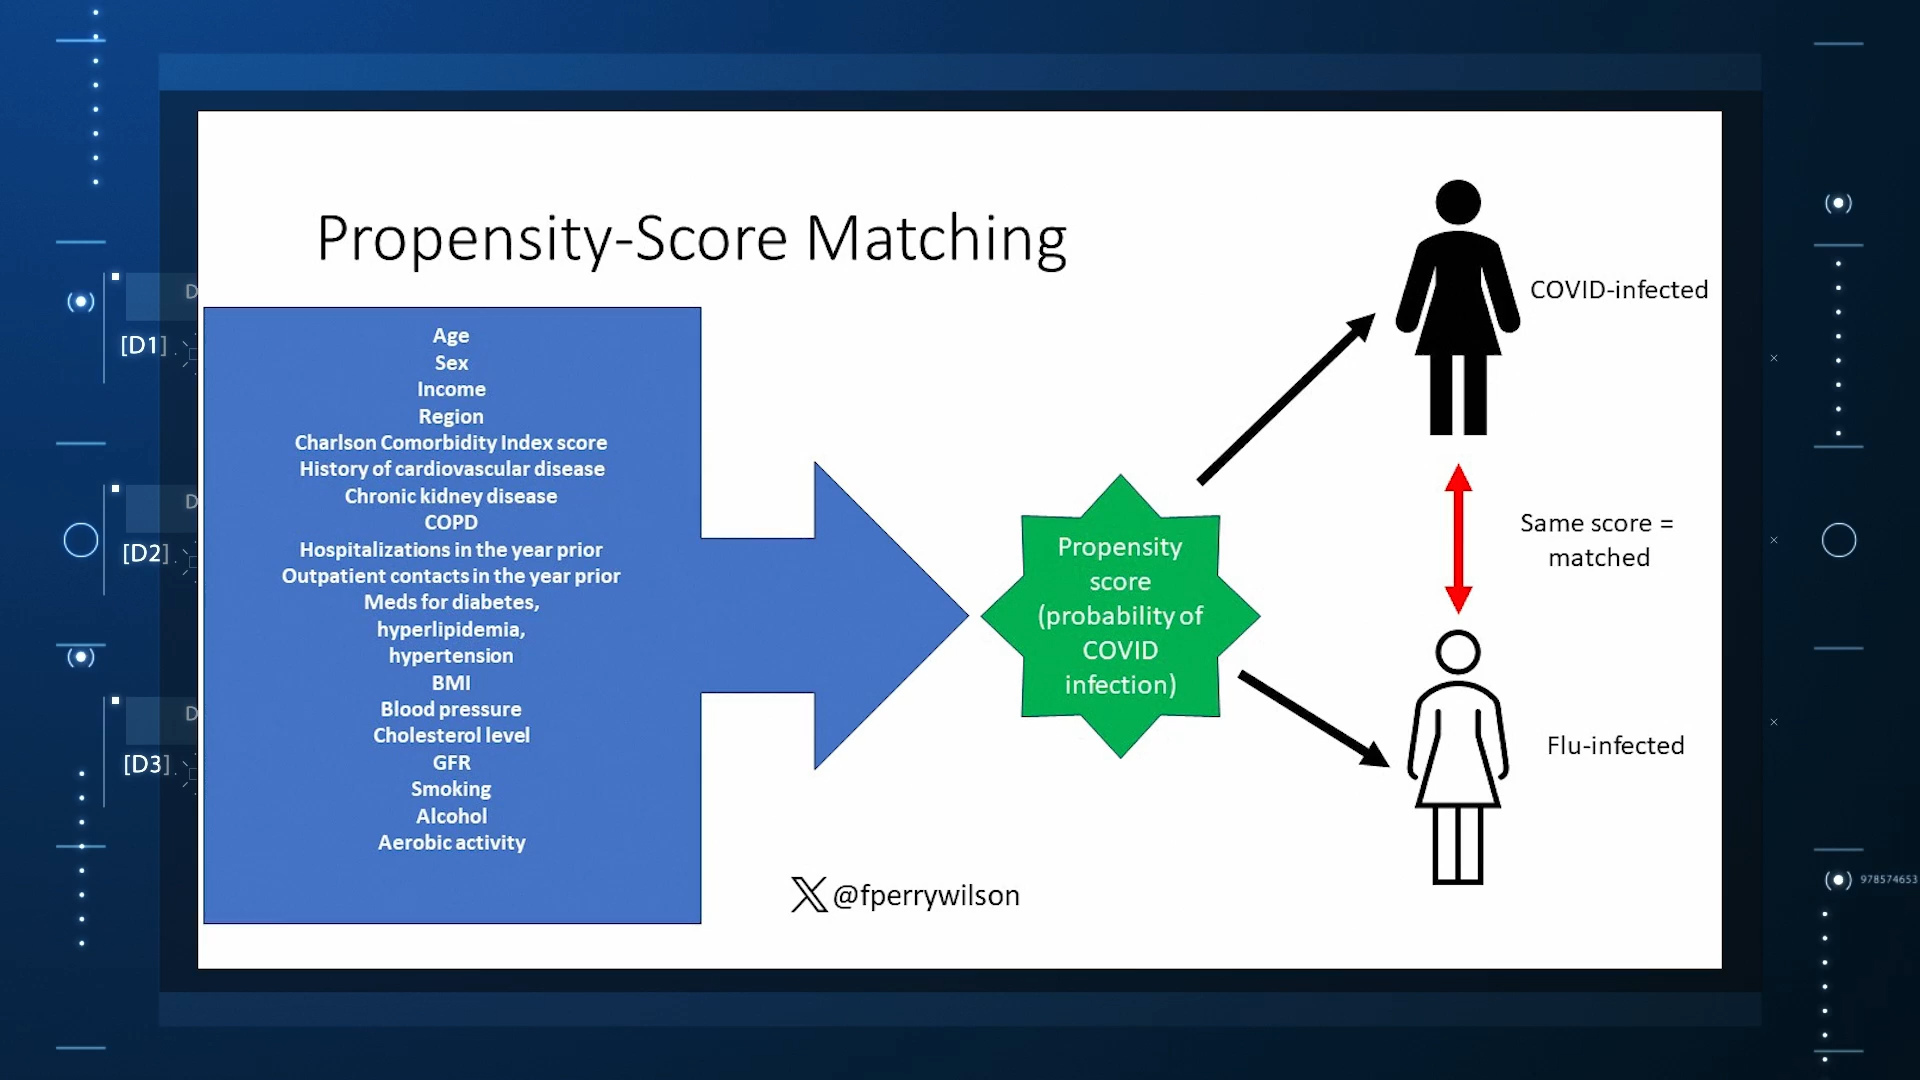 Propensity-Score Matching
Age
Sex
Income
Region
Charlson Comorbidity Index score
History of cardiovascular disease
Chronic kidney disease
COPD
Hospitalizations in the year prior
Outpatient contacts in the year prior
Meds for diabetes,
hyperlipidemia,
hypertension
BMI
Blood pressure
Cholesterol level
GFR
Smoking
Alcohol
Aerobic activity
Propensity
score
(probability of
COVID
infection)
COVID-infected
Same score =
matched
Flu-infected
@fperrywilson
D
[D1]
D
[D2]
D
[D3]
978574653